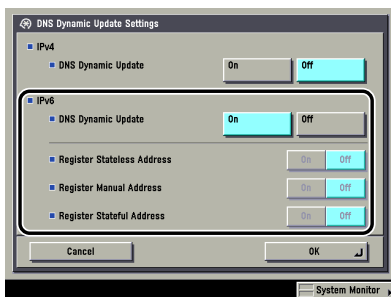 DNS Dynamic Update Settings
IPv4
DNS Dynamic Update On Off
IPv6
DNS Dynamic Update On Off
Register Stateless Address On Off
Register Manual Address On Off
Register Stateful Address On Off
Cancel OK
System Monitor